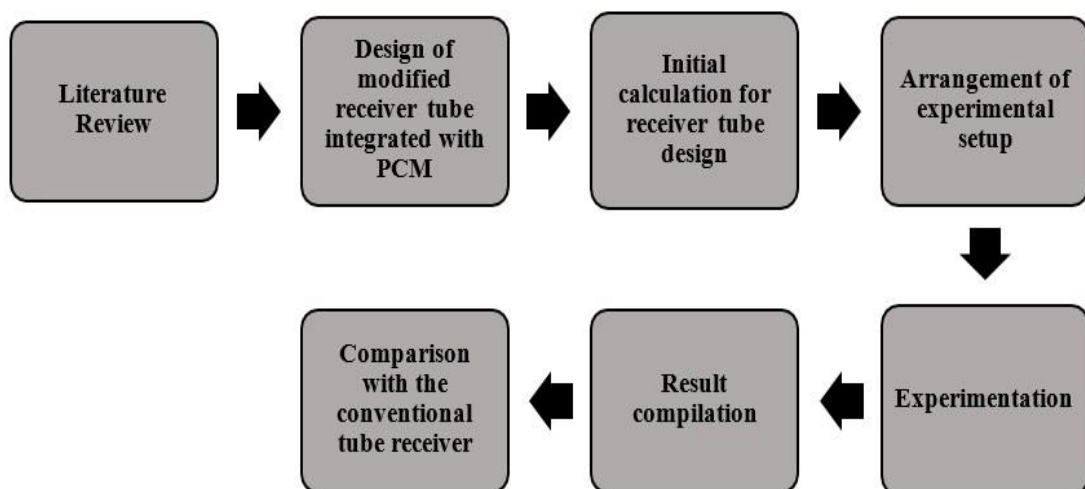 Literature
Review
Design of
modified
receiver tube
integrated with
PCM
Initial
calculation for
receiver tube
design
Arrangement of
experimental
setup
Experimentation
Result
compilation
Comparison
with the
conventional
tube receiver